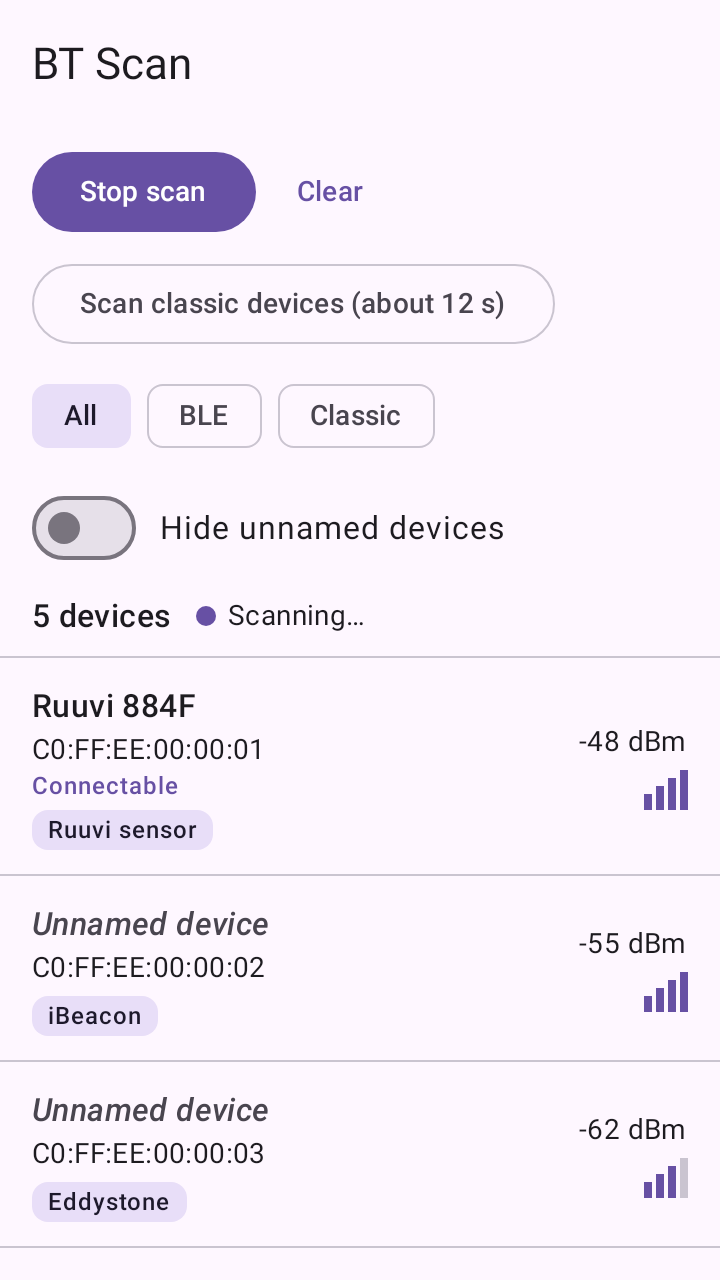 BT Scan
Stop scan
Clear
Scan classic devices (about 12 s)
All
BLE
Classic
Hide unnamed devices
5 devices
Scanning…
Ruuvi 884F
C0:FF:EE:00:00:01
Connectable
Ruuvi sensor
-48 dBm
Unnamed device
C0:FF:EE:00:00:02
iBeacon
-55 dBm
Unnamed device
C0:FF:EE:00:00:03
Eddystone
-62 dBm